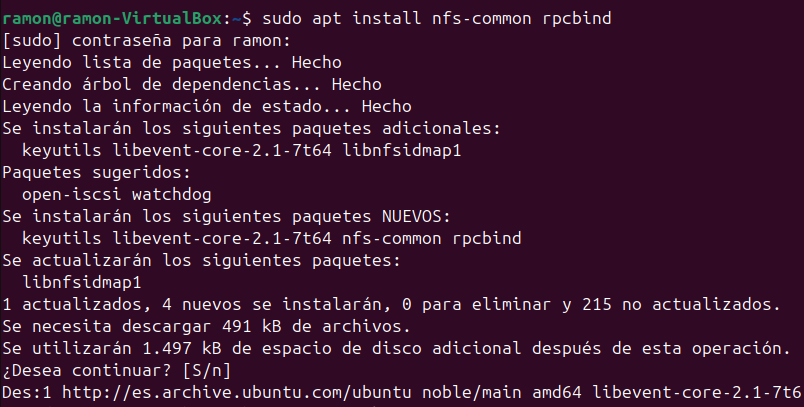 ramon@ramon-VirtualBox:~$ sudo apt install nfs-common rpcbind
[sudo] contraseña para ramon:
Leyendo lista de paquetes... Hecho
Creando árbol de dependencias... Hecho
Leyendo la información de estado... Hecho
Se instalarán los siguientes paquetes adicionales:
  keyutils libevent-core-2.1-7t64 libnfsidmap1
Paquetes sugeridos:
  open-iscsi watchdog
Se instalarán los siguientes paquetes NUEVOS:
  keyutils libevent-core-2.1-7t64 nfs-common rpcbind
Se actualizarán los siguientes paquetes:
  libnfsidmap1
1 actualizados, 4 nuevos se instalarán, 0 para eliminar y 215 no actualizados.
Se necesita descargar 491 kB de archivos.
Se utilizarán 1.497 kB de espacio de disco adicional después de esta operación.
¿Desea continuar? [S/n]
Des:1 http://es.archive.ubuntu.com/ubuntu noble/main amd64 libevent-core-2.1-7t6